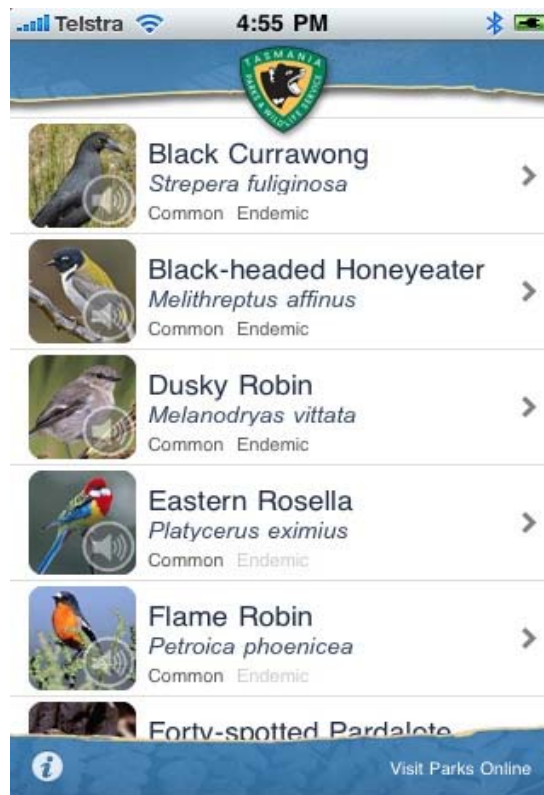 Telstra 4:55 PM
TASMANIA
PARKS & WILDLIFE SERVICE
Black Currawong
Strepera fuliginosa
Common Endemic
Black-headed Honeyeater
Melithreptus affinus
Common Endemic
Dusky Robin
Melanodryas vittata
Common Endemic
Eastern Rosella
Platycerus eximius
Common Endemic
Flame Robin
Petroica phoenicea
Common Endemic
Forty-spotted Pardalote
i Visit Parks Online